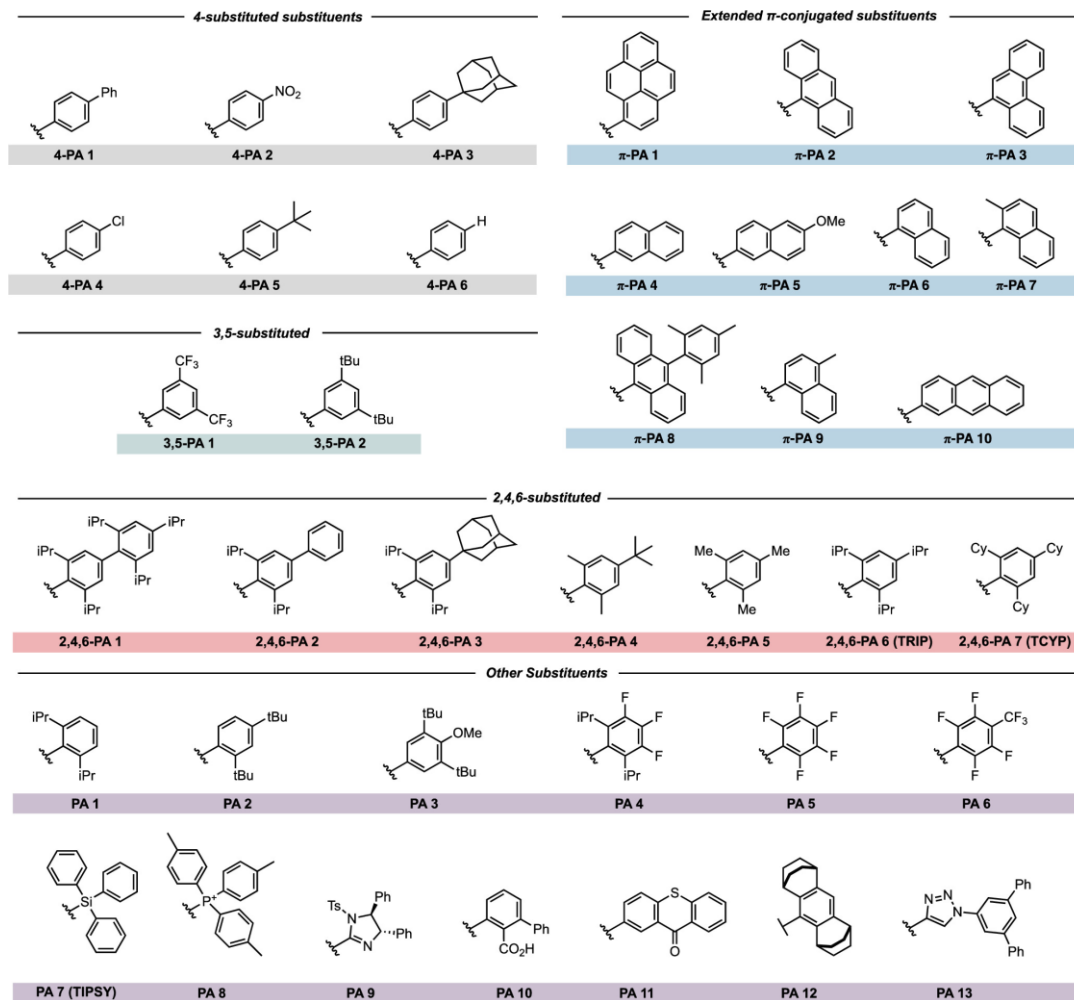 4-substituted substituents
Ph
NO2
4-PA 1
4-PA 2
4-PA 3
Cl
H
4-PA 4
4-PA 5
4-PA 6
3,5-substituted
CF3
CF3
tBu
tBu
3,5-PA 1
3,5-PA 2
Extended π-conjugated substituents
π-PA 1
π-PA 2
π-PA 3
OMe
π-PA 4
π-PA 5
π-PA 6
π-PA 7
π-PA 8
π-PA 9
π-PA 10
2,4,6-substituted
iPr
iPr
iPr
iPr
iPr
iPr
iPr
iPr
Me
Me
Me
iPr
iPr
iPr
Cy
Cy
Cy
2,4,6-PA 1
2,4,6-PA 2
2,4,6-PA 3
2,4,6-PA 4
2,4,6-PA 5
2,4,6-PA 6 (TRIP)
2,4,6-PA 7 (TCYP)
Other Substituents
iPr
iPr
tBu
tBu
tBu
OMe
tBu
iPr
F
F
F
iPr
F
F
F
F
F
F
CF3
F
F
F
PA 1
PA 2
PA 3
PA 4
PA 5
PA 6
Si
P+
Ts
N
Ph
Ph
N
Ph
CO2H
S
O
N
N
N
Ph
Ph
PA 7 (TIPSY)
PA 8
PA 9
PA 10
PA 11
PA 12
PA 13